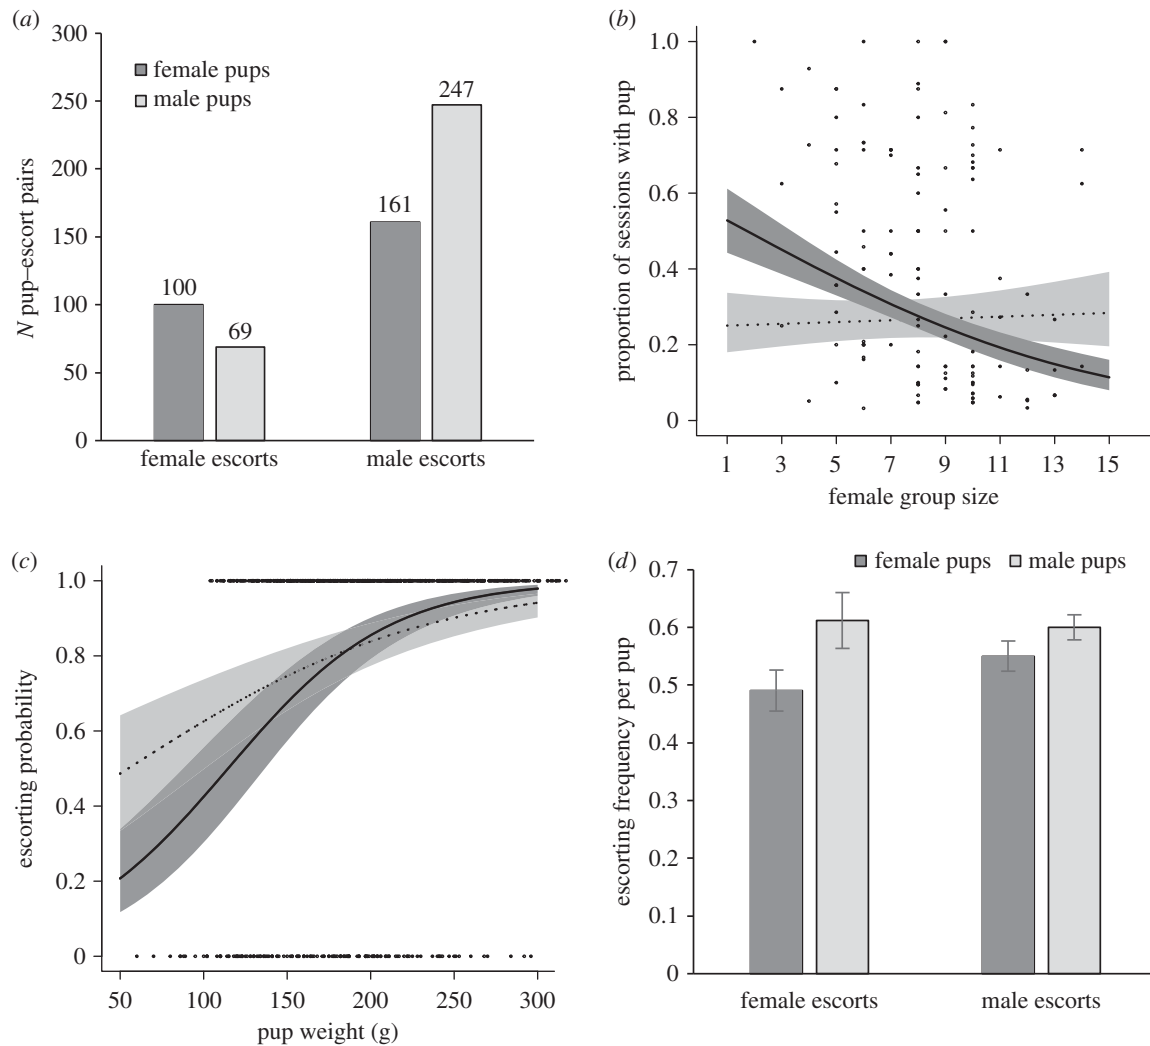 (a)
300
250
200
150
100
50
0
N pup–escort pairs
female pups
male pups
100
69
161
247
female escorts
male escorts
(b)
1.0
0.8
0.6
0.4
0.2
0
proportion of sessions with pup
1 3 5 7 9 11 13 15
female group size
(c)
1.0
0.8
0.6
0.4
0.2
0
escorting probability
50 100 150 200 250 300
pup weight (g)
(d)
female pups
male pups
0.7
0.6
0.5
0.4
0.3
0.2
0.1
0
escorting frequency per pup
female escorts
male escorts